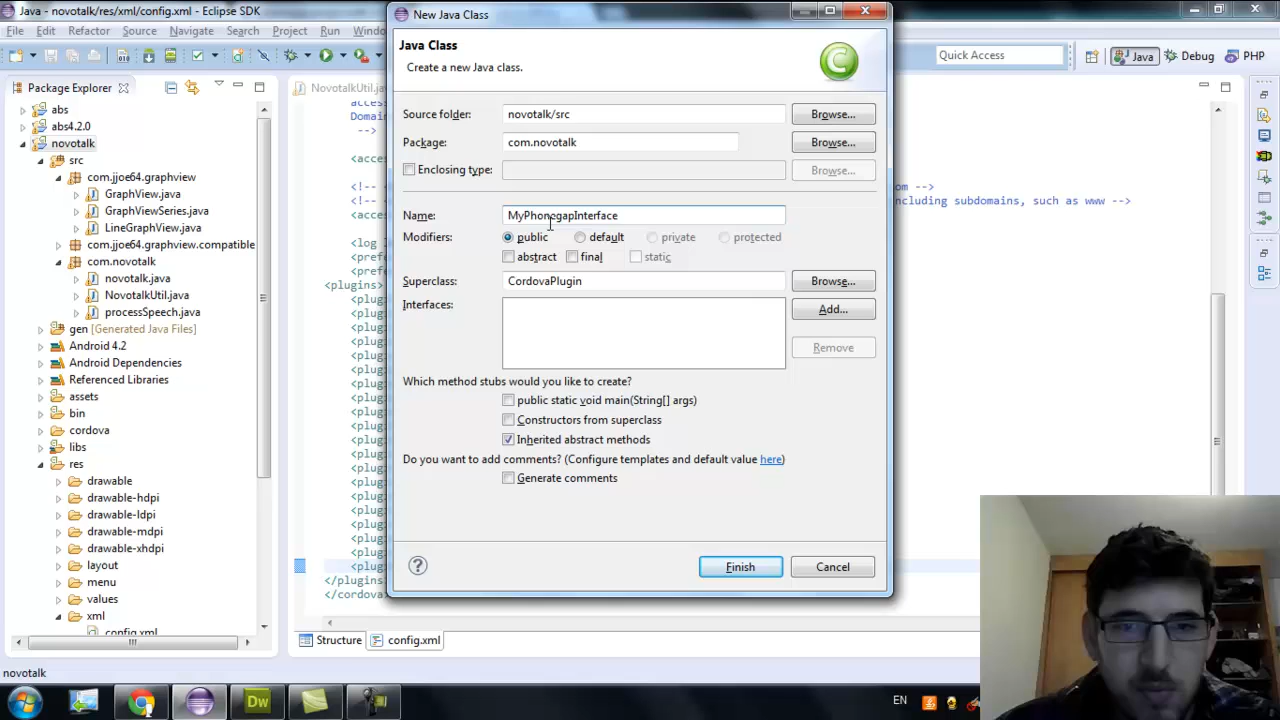 Java - novotalk/res/xml/config.xml - Eclipse SDK
New Java Class
File Edit Refactor Source Navigate Search Project Run
Quick Access
Java Debug PHP
Package Explorer
abs
abs4.2.0
novotalk
src
com.jjoe64.graphview
GraphView.java
GraphViewSeries.java
LineGraphView.java
com.jjoe64.graphview.compatible
com.novotalk
novotalk.java
NovotalkUtil.java
processSpeech.java
gen [Generated Java Files]
Android 4.2
Android Dependencies
Referenced Libraries
assets
bin
cordova
libs
res
drawable
drawable-hdpi
drawable-ldpi
drawable-mdpi
drawable-xhdpi
layout
menu
values
xml
config.xml
novotalk
-->
<!--
<!--
<plugins>
</plugins>
Structure config.xml
Java Class
Create a new Java class.
Source folder: novotalk/src Browse...
Package: com.novotalk Browse...
Enclosing type: Browse...
Name: MyPhonegapInterface
Modifiers: public default private protected
abstract final static
Superclass: CordovaPlugin Browse...
Interfaces: Add...
Remove
Which method stubs would you like to create?
public static void main(String[] args)
Constructors from superclass
Inherited abstract methods
Do you want to add comments? (Configure templates and default value here)
Generate comments
Finish Cancel
-->
including subdomains, such as www -->
Dw
EN